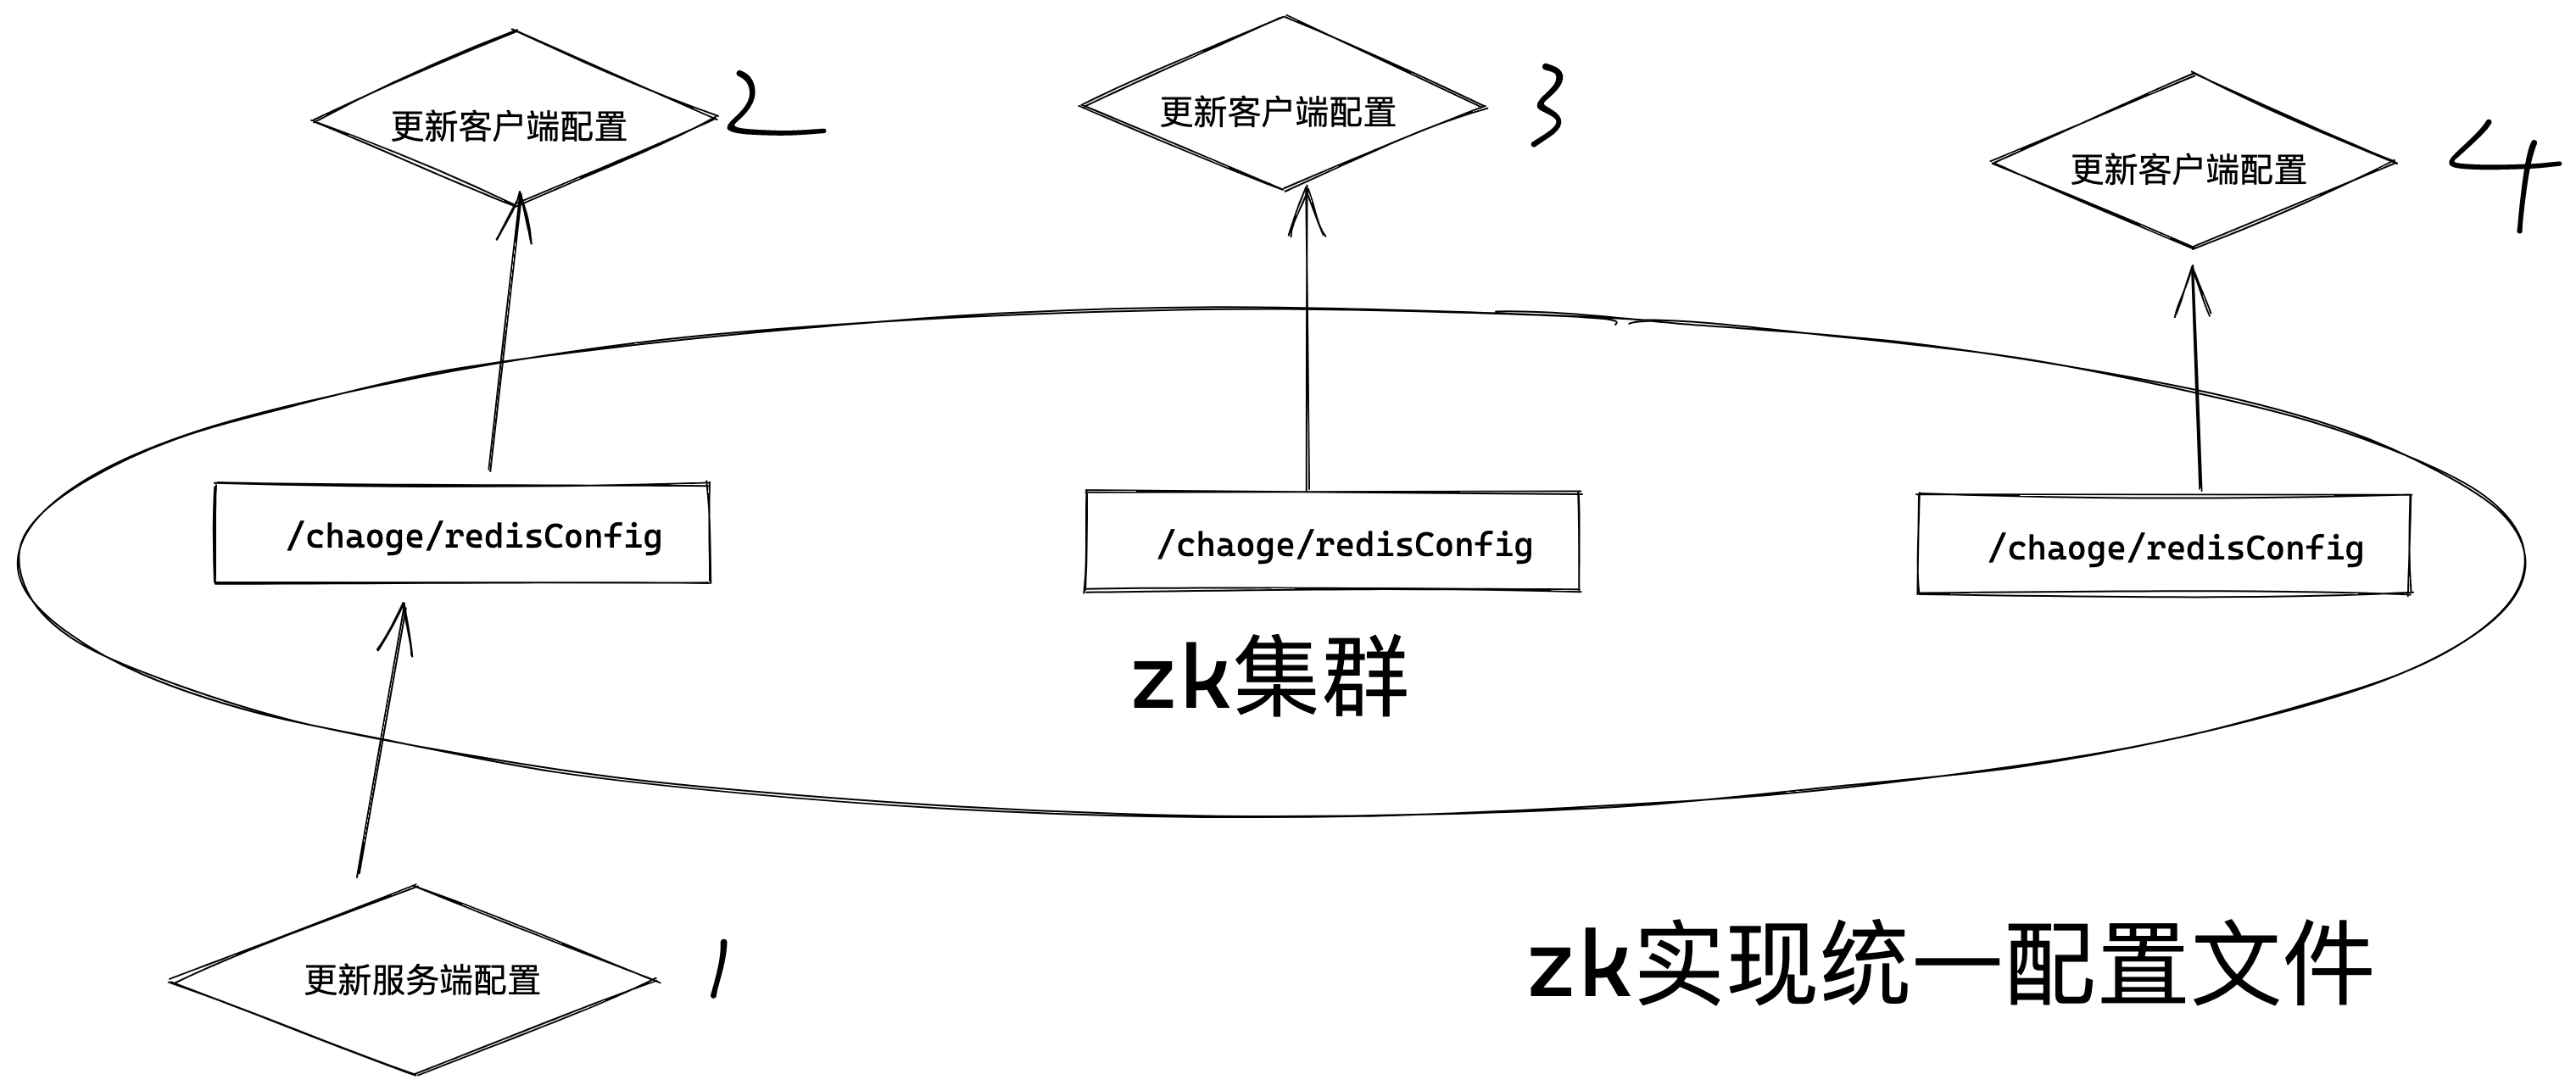 更新客户端配置
2
更新客户端配置
3
更新客户端配置
4
/chaoge/redisConfig
/chaoge/redisConfig
/chaoge/redisConfig
zk集群
更新服务端配置
1
zk实现统一配置文件